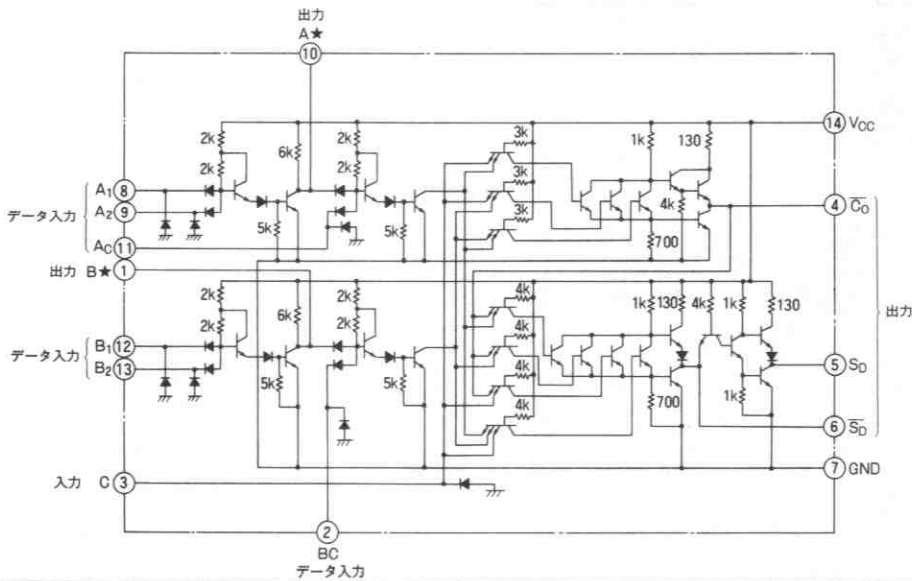 出力
A★
10
2k
2k
6k
2k
2k
3k
1k
130
14 VCC
A1 8
A2 9
データ入力
AC 11
5k
5k
3k
3k
4k
700
4 C̅O̅
出力 B★
1
2k
2k
6k
2k
2k
4k
4k
4k
4k
1k
130
4k
1k
130
出力
B1 12
B2 13
データ入力
5k
5k
700
1k
5 SD
6 S̅D̅
7 GND
入力 C 3
2
BC
データ入力